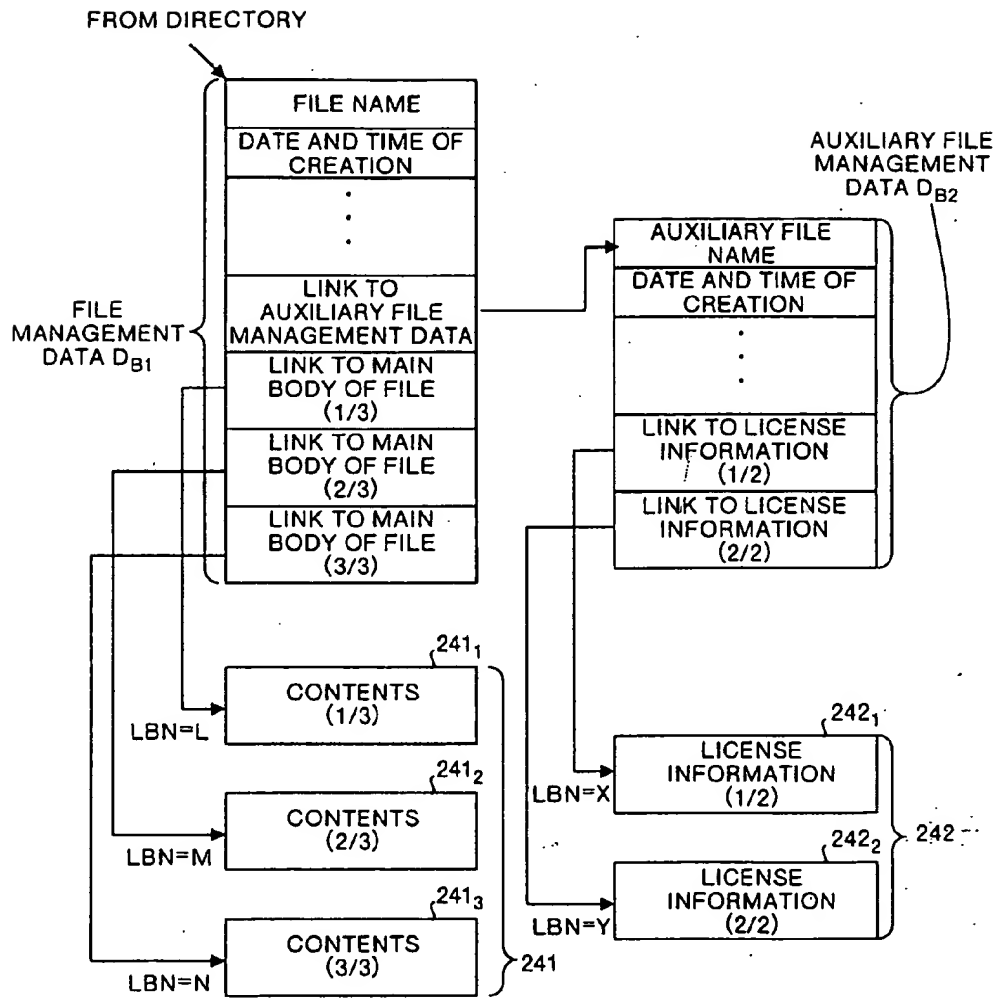 FROM DIRECTORY
FILE NAME
DATE AND TIME OF
CREATION
LINK TO
AUXILIARY FILE
MANAGEMENT DATA
LINK TO MAIN
BODY OF FILE
(1/3)
LINK TO MAIN
BODY OF FILE
(2/3)
LINK TO MAIN
BODY OF FILE
(3/3)
FILE
MANAGEMENT
DATA D_B1
AUXILIARY FILE
MANAGEMENT
DATA D_B2
AUXILIARY FILE
NAME
DATE AND TIME OF
CREATION
LINK TO LICENSE
INFORMATION
(1/2)
LINK TO LICENSE
INFORMATION
(2/2)
241_1
CONTENTS
(1/3)
LBN=L
241_2
CONTENTS
(2/3)
LBN=M
241_3
CONTENTS
(3/3)
LBN=N
241
242_1
LICENSE
INFORMATION
(1/2)
LBN=X
242_2
LICENSE
INFORMATION
(2/2)
LBN=Y
242